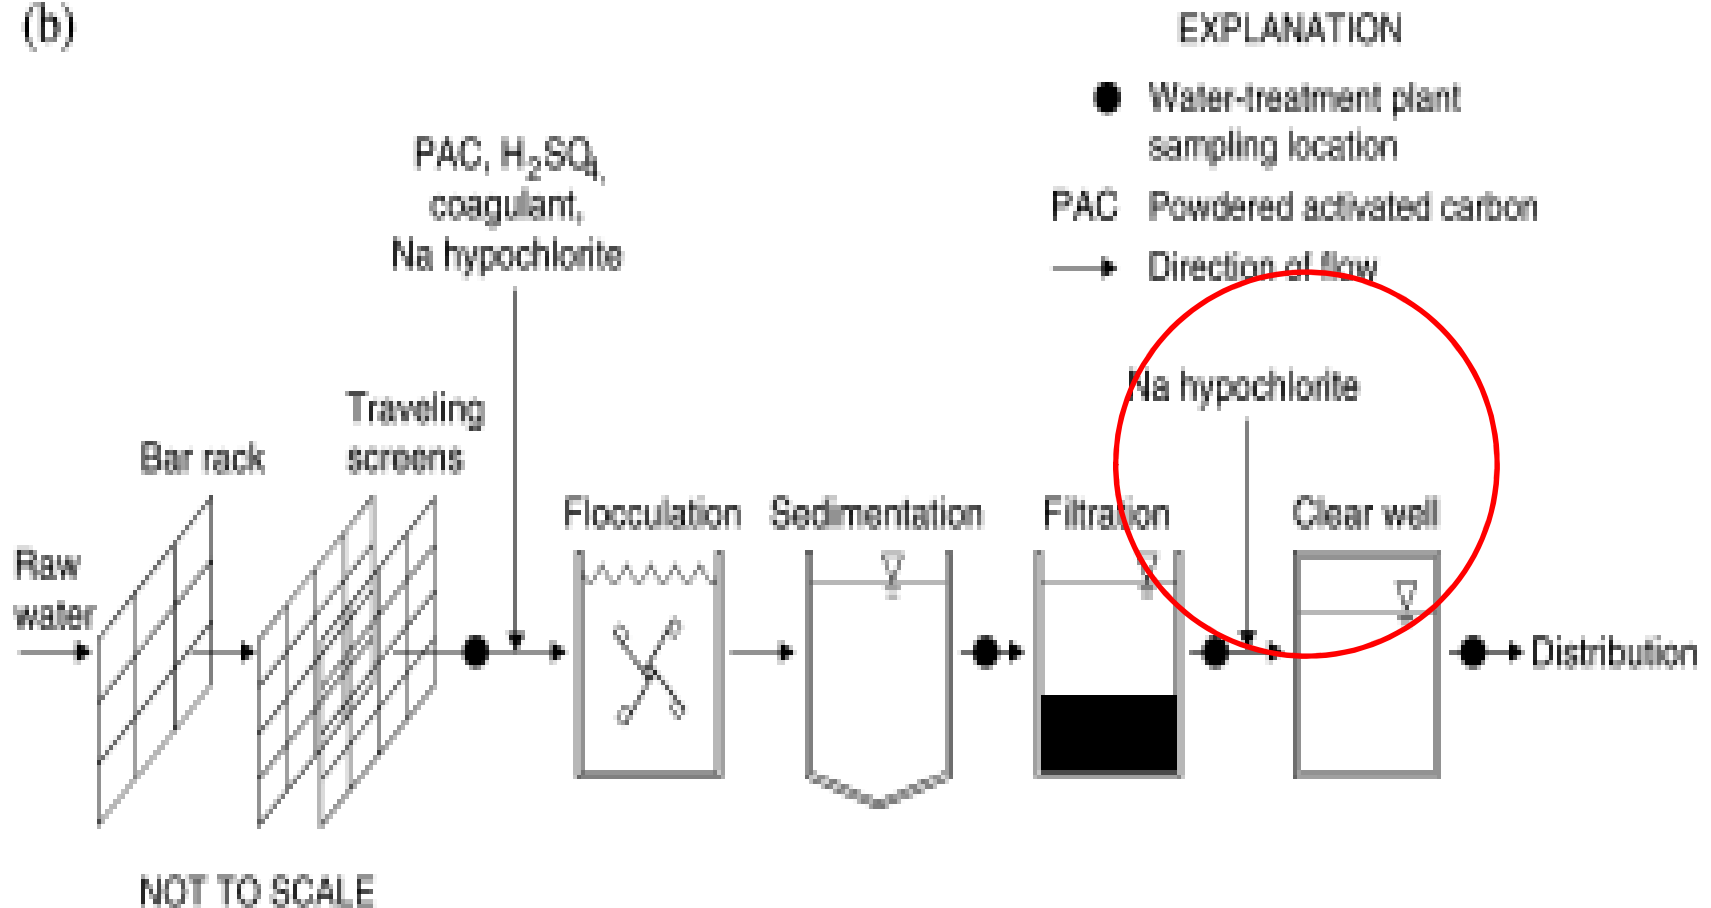 (b)
EXPLANATION
Water-treatment plant
sampling location
PAC Powdered activated carbon
Direction of flow
PAC, H₂SO₄,
coagulant,
Na hypochlorite
Na hypochlorite
Traveling
screens
Bar rack
Flocculation
Sedimentation
Filtration
Clear well
Raw
water
Distribution
NOT TO SCALE